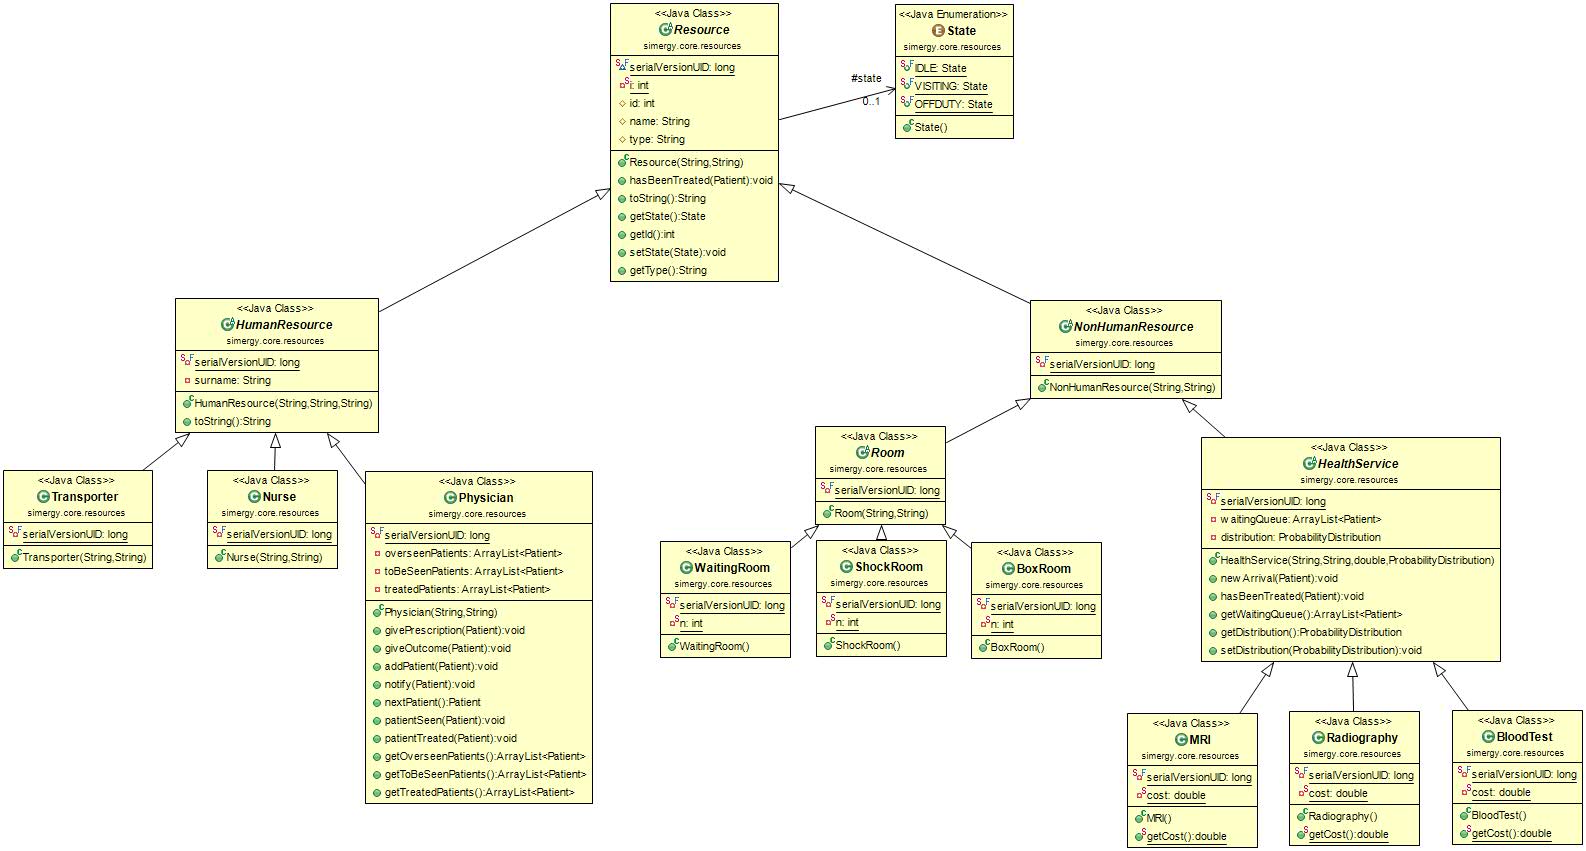 <<Java Class>>
Resource
simergy.core.resources
serialVersionUID: long
i: int
id: int
name: String
type: String
Resource(String,String)
hasBeenTreated(Patient):void
toString():String
getState():State
getId():int
setState(State):void
getType():String
<<Java Enumeration>>
State
simergy.core.resources
IDLE: State
VISITING: State
OFFDUTY: State
State()
#state
0..1
<<Java Class>>
HumanResource
simergy.core.resources
serialVersionUID: long
surname: String
HumanResource(String,String,String)
toString():String
<<Java Class>>
NonHumanResource
simergy.core.resources
serialVersionUID: long
NonHumanResource(String,String)
<<Java Class>>
Transporter
simergy.core.resources
serialVersionUID: long
Transporter(String,String)
<<Java Class>>
Nurse
simergy.core.resources
serialVersionUID: long
Nurse(String,String)
<<Java Class>>
Physician
simergy.core.resources
serialVersionUID: long
overseenPatients: ArrayList<Patient>
toBeSeenPatients: ArrayList<Patient>
treatedPatients: ArrayList<Patient>
Physician(String,String)
givePrescription(Patient):void
giveOutcome(Patient):void
addPatient(Patient):void
notify(Patient):void
nextPatient():Patient
patientSeen(Patient):void
patientTreated(Patient):void
getOverseenPatients():ArrayList<Patient>
getToBeSeenPatients():ArrayList<Patient>
getTreatedPatients():ArrayList<Patient>
<<Java Class>>
Room
simergy.core.resources
serialVersionUID: long
Room(String,String)
<<Java Class>>
HealthService
simergy.core.resources
serialVersionUID: long
waitingQueue: ArrayList<Patient>
distribution: ProbabilityDistribution
HealthService(String,String,double,ProbabilityDistribution)
newArrival(Patient):void
hasBeenTreated(Patient):void
getWaitingQueue():ArrayList<Patient>
getDistribution():ProbabilityDistribution
setDistribution(ProbabilityDistribution):void
<<Java Class>>
WaitingRoom
simergy.core.resources
serialVersionUID: long
n: int
WaitingRoom()
<<Java Class>>
ShockRoom
simergy.core.resources
serialVersionUID: long
n: int
ShockRoom()
<<Java Class>>
BoxRoom
simergy.core.resources
serialVersionUID: long
n: int
BoxRoom()
<<Java Class>>
MRI
simergy.core.resources
serialVersionUID: long
cost: double
MRI()
getCost():double
<<Java Class>>
Radiography
simergy.core.resources
serialVersionUID: long
cost: double
Radiography()
getCost():double
<<Java Class>>
BloodTest
simergy.core.resources
serialVersionUID: long
cost: double
BloodTest()
getCost():double